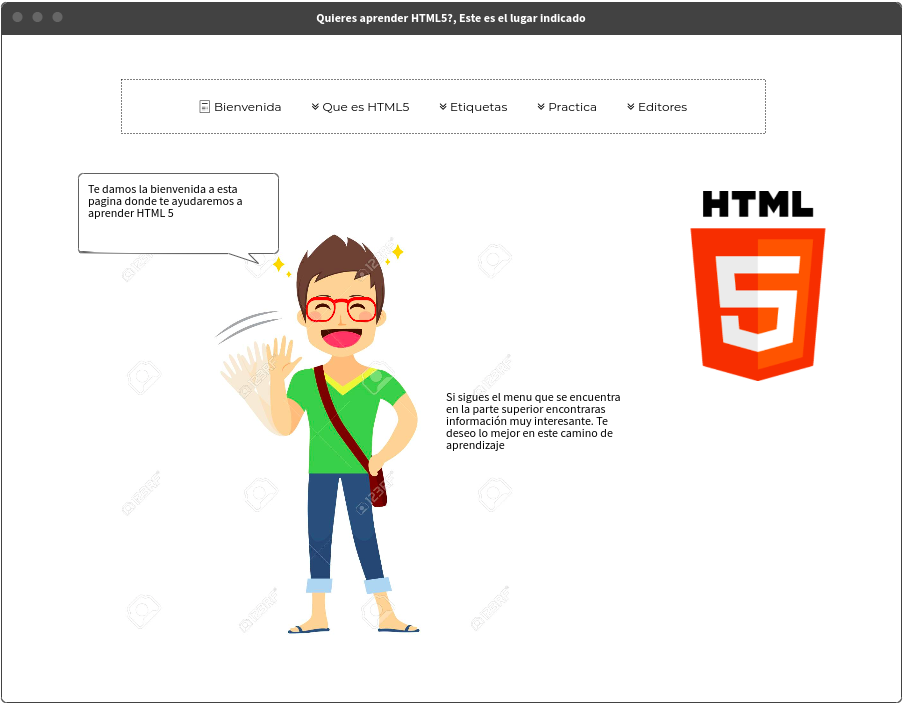 Quieres aprender HTML5?, Este es el lugar indicado
Bienvenida
Que es HTML5
Etiquetas
Practica
Editores
Te damos la bienvenida a esta
pagina donde te ayudaremos a
aprender HTML 5
HTML
5
Si sigues el menu que se encuentra
en la parte superior encontraras
información muy interesante. Te
deseo lo mejor en este camino de
aprendizaje